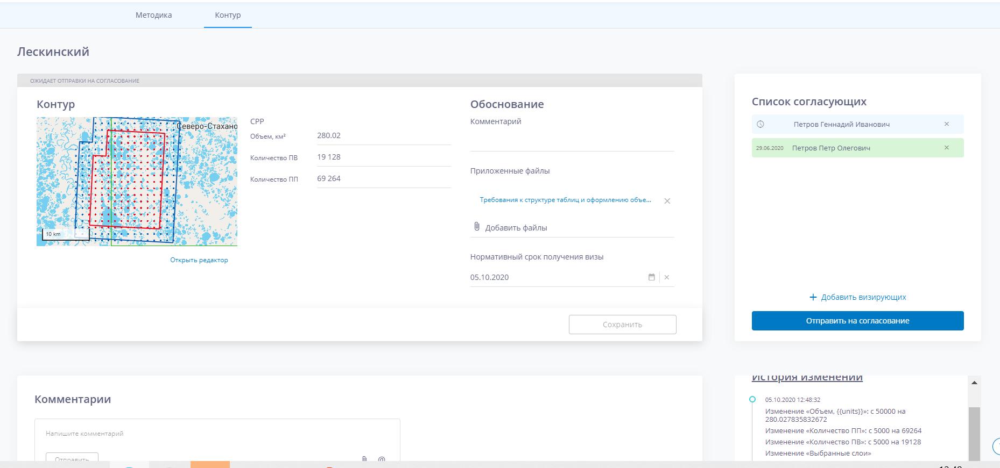 Методика
Контур
Лескинский
ОЖИДАЕТ ОТПРАВКИ НА СОГЛАСОВАНИЕ
Контур
Северо-Стахано
10 km
Открыть редактор
СРР
Объем, км²
280.02
Количество ПВ
19 128
Количество ПП
69 264
Обоснование
Комментарий
Приложенные файлы
Требования к структуре таблиц и оформлению объе...
Добавить файлы
Нормативный срок получения визы
05.10.2020
Сохранить
Список согласующих
Петров Геннадий Иванович
29.06.2020 Петров Петр Олегович
Добавить визирующих
Отправить на согласование
Комментарии
Напишите комментарий
Отправить
История изменений
05.10.2020 12:48:32
Изменение «Объем, {{units}}»: с 50000 на
280.027835832672
Изменение «Количество ПП»: с 5000 на 69264
Изменение «Количество ПВ»: с 5000 на 19128
Изменение «Выбранные слои»